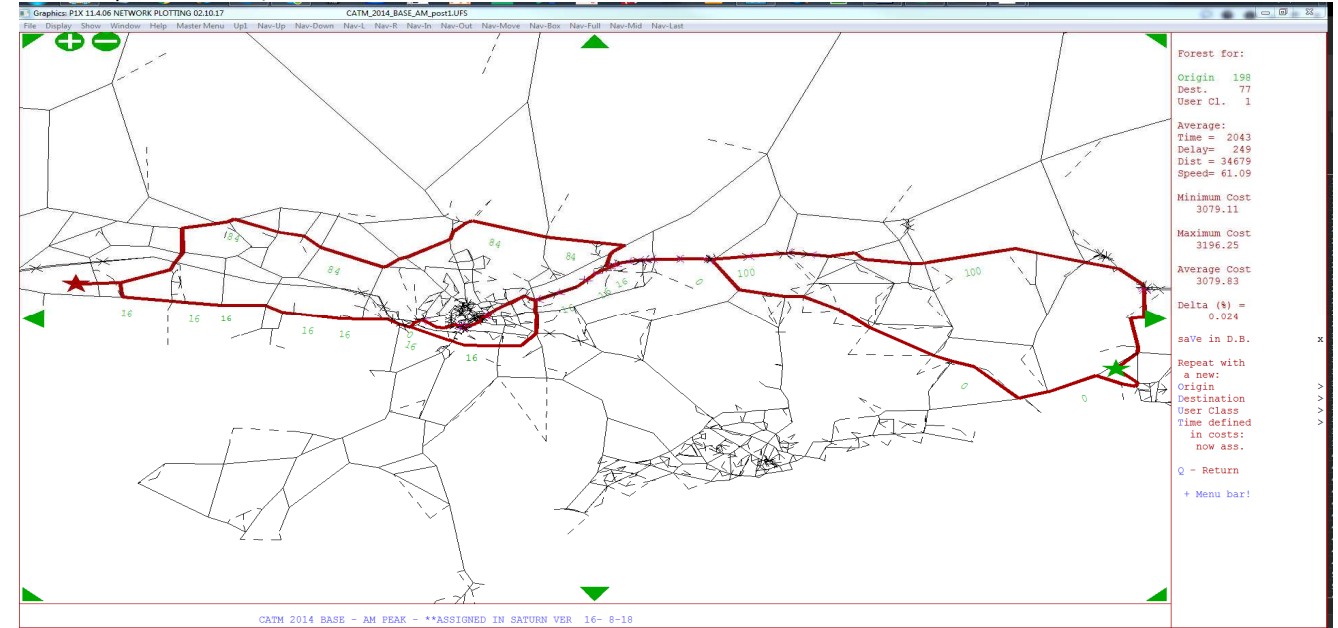 Graphics: P1X 11.4.06 NETWORK PLOTTING 02.10.17 CATM_2014_BASE_AM_post1.UFS
File Display Show Window Help Master Menu Up1 Nav-Up Nav-Down Nav-L Nav-R Nav-In Nav-Out Nav-Move Nav-Box Nav-Full Nav-Mid Nav-Last
Forest for:
Origin 198
Dest. 77
User Cl. 1
Average:
Time = 2043
Delay= 249
Dist = 34679
Speed= 61.09
Minimum Cost
3079.11
Maximum Cost
3196.25
Average Cost
3079.83
Delta (%) =
0.024
saVe in D.B. x
Repeat with
a new:
Origin >
Destination >
User Class >
Time defined >
in costs:
now ass.
Q - Return
+ Menu bar!
84
84
84
84
100
100
0
16 16
16
16
16 16
16 16
0
16
16
0
0
CATM 2014 BASE - AM PEAK - **ASSIGNED IN SATURN VER 16- 8-18